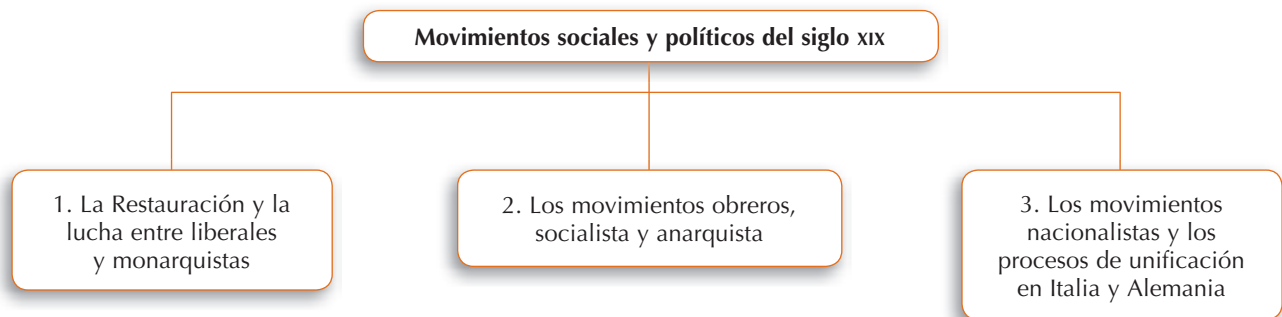 Movimientos sociales y políticos del siglo XIX
1. La Restauración y la
lucha entre liberales
y monarquistas
2. Los movimientos obreros,
socialista y anarquista
3. Los movimientos
nacionalistas y los
procesos de unificación
en Italia y Alemania